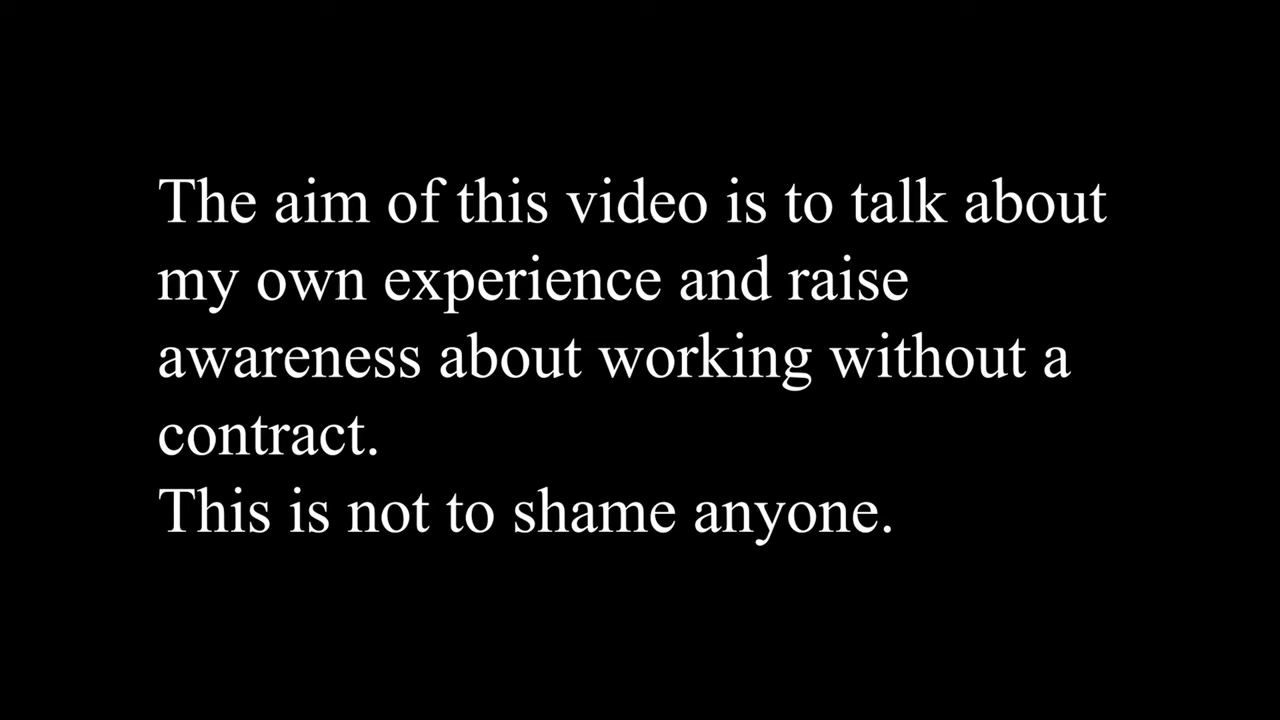 The aim of this video is to talk about
my own experience and raise
awareness about working without a
contract.
This is not to shame anyone.